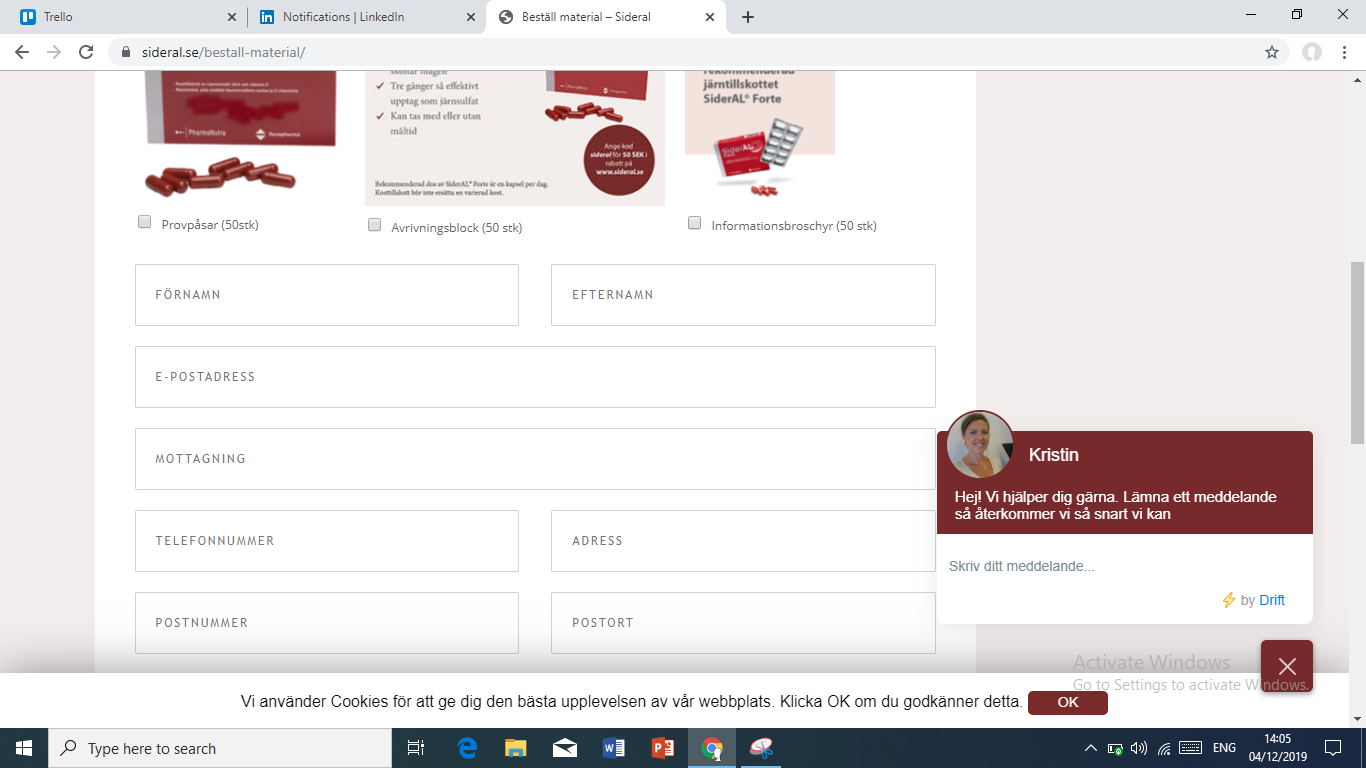 Trello
Notifications | LinkedIn
Beställ material – Sideral
sideral.se/bestall-material/
skonar magen
Tre gånger så effektivt
upptag som järnsulfat
Kan tas med eller utan
måltid
Ange kod
sideral för 50 SEK i
rabatt på
www.sideral.se
Rekommenderad dos av SiderAL® Forte är en kapsel per dag.
Kosttillskott bör inte ersätta en varierad kost.
rekommenderad
järntillskottet
SiderAL® Forte
PharmaNutra
Renapharma
SiderAL
Provpåsar (50stk)
Avrivningsblock (50 stk)
Informationsbroschyr (50 stk)
FÖRNAMN
EFTERNAMN
E-POSTADRESS
MOTTAGNING
TELEFONNUMMER
ADRESS
POSTNUMMER
POSTORT
Kristin
Hej! Vi hjälper dig gärna. Lämna ett meddelande
så återkommer vi så snart vi kan
Skriv ditt meddelande...
by Drift
Activate Windows
Go to Settings to activate Windows.
Vi använder Cookies för att ge dig den bästa upplevelsen av vår webbplats. Klicka OK om du godkänner detta.
OK
Type here to search
ENG
14:05
04/12/2019